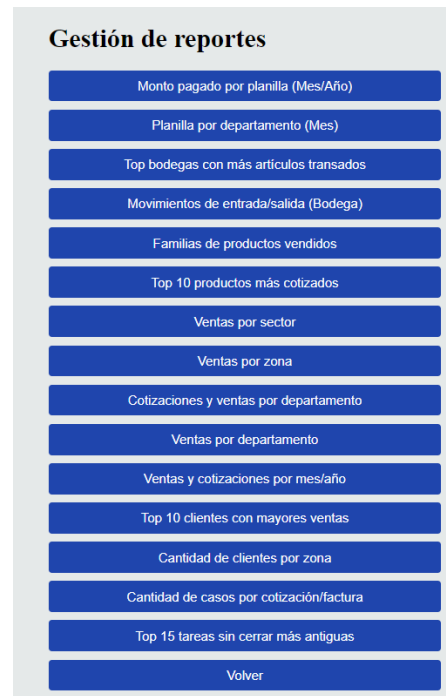 Gestión de reportes
Monto pagado por planilla (Mes/Año)
Planilla por departamento (Mes)
Top bodegas con más artículos transados
Movimientos de entrada/salida (Bodega)
Familias de productos vendidos
Top 10 productos más cotizados
Ventas por sector
Ventas por zona
Cotizaciones y ventas por departamento
Ventas por departamento
Ventas y cotizaciones por mes/año
Top 10 clientes con mayores ventas
Cantidad de clientes por zona
Cantidad de casos por cotización/factura
Top 15 tareas sin cerrar más antiguas
Volver